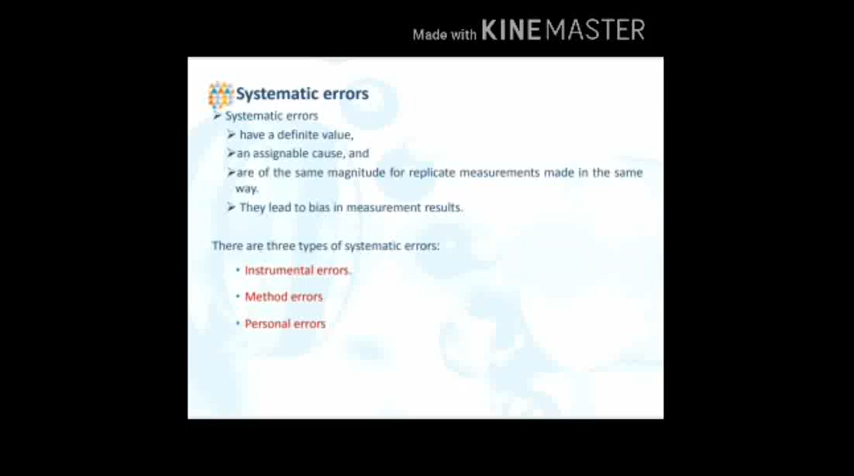 Made with KINEMASTER
Systematic errors
➢ Systematic errors
➢ have a definite value,
➢ an assignable cause, and
➢ are of the same magnitude for replicate measurements made in the same
way.
➢ They lead to bias in measurement results.
There are three types of systematic errors:
• Instrumental errors.
• Method errors
• Personal errors